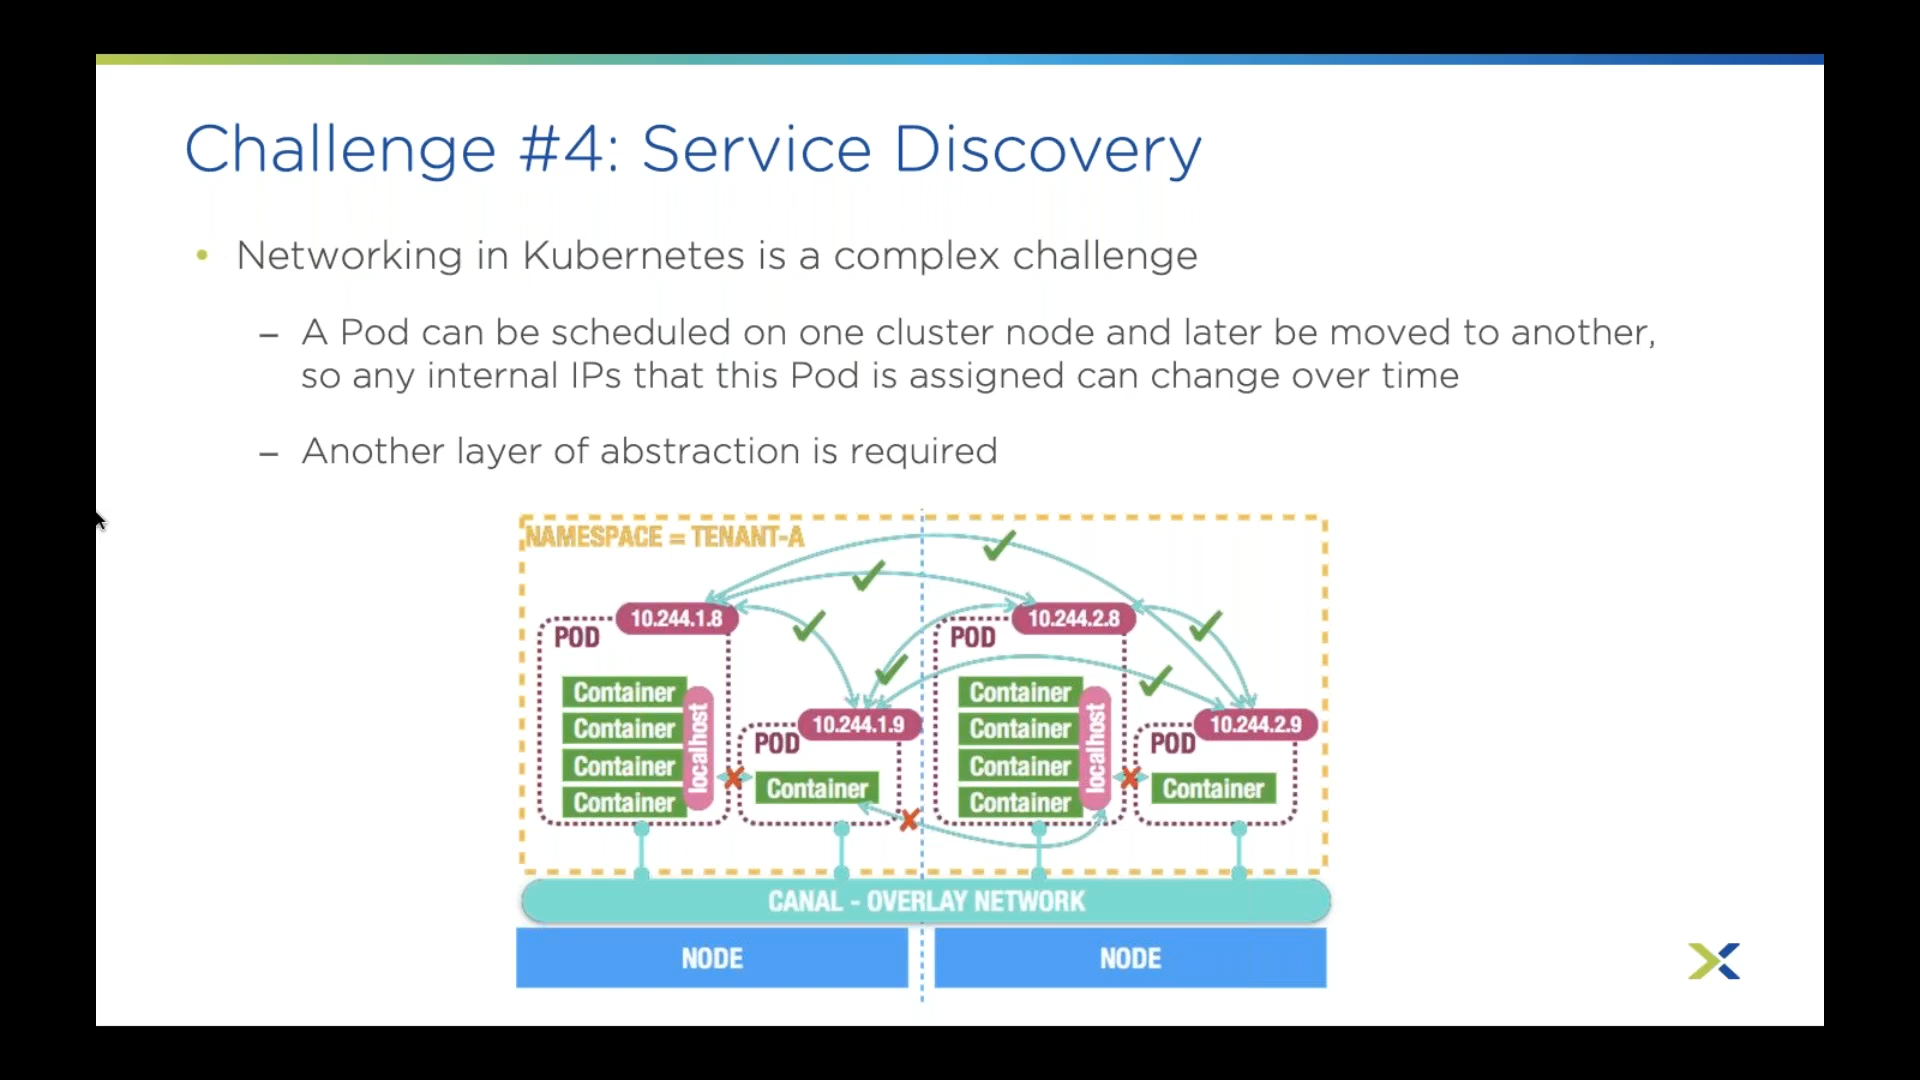 Challenge #4: Service Discovery
• Networking in Kubernetes is a complex challenge
– A Pod can be scheduled on one cluster node and later be moved to another,
so any internal IPs that this Pod is assigned can change over time
– Another layer of abstraction is required
NAMESPACE = TENANT-A
10.244.1.8
POD
Container
Container
Container
Container
localhost
10.244.1.9
POD
Container
10.244.2.8
POD
Container
Container
Container
Container
localhost
10.244.2.9
POD
Container
CANAL - OVERLAY NETWORK
NODE
NODE